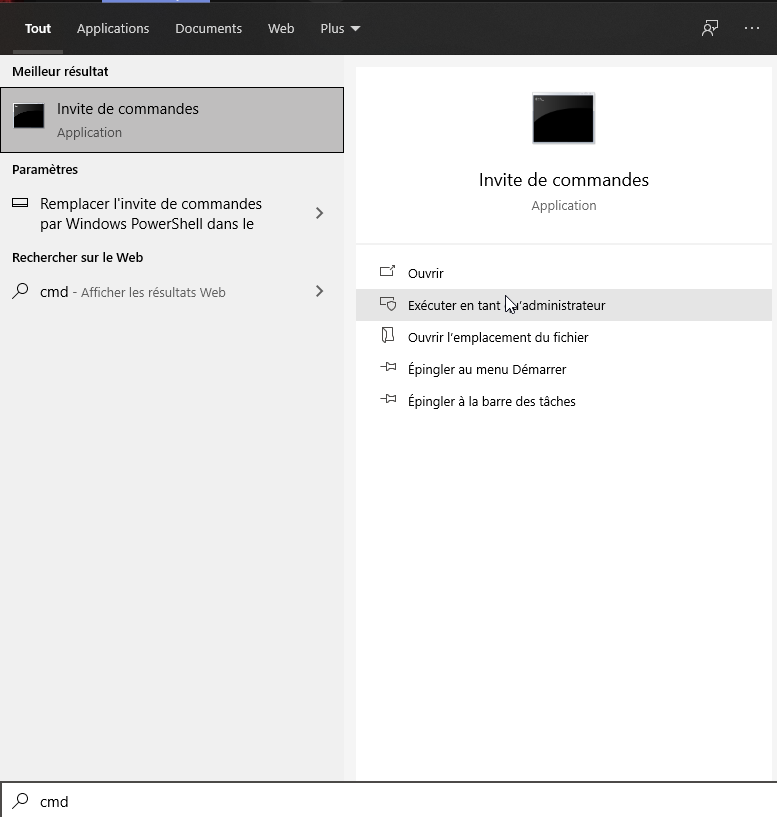 Tout Applications Documents Web Plus
Meilleur résultat
Invite de commandes
Application
Paramètres
Remplacer l'invite de commandes
par Windows PowerShell dans le
Rechercher sur le Web
cmd - Afficher les résultats Web
Invite de commandes
Application
Ouvrir
Exécuter en tant qu'administrateur
Ouvrir l'emplacement du fichier
Épingler au menu Démarrer
Épingler à la barre des tâches
cmd